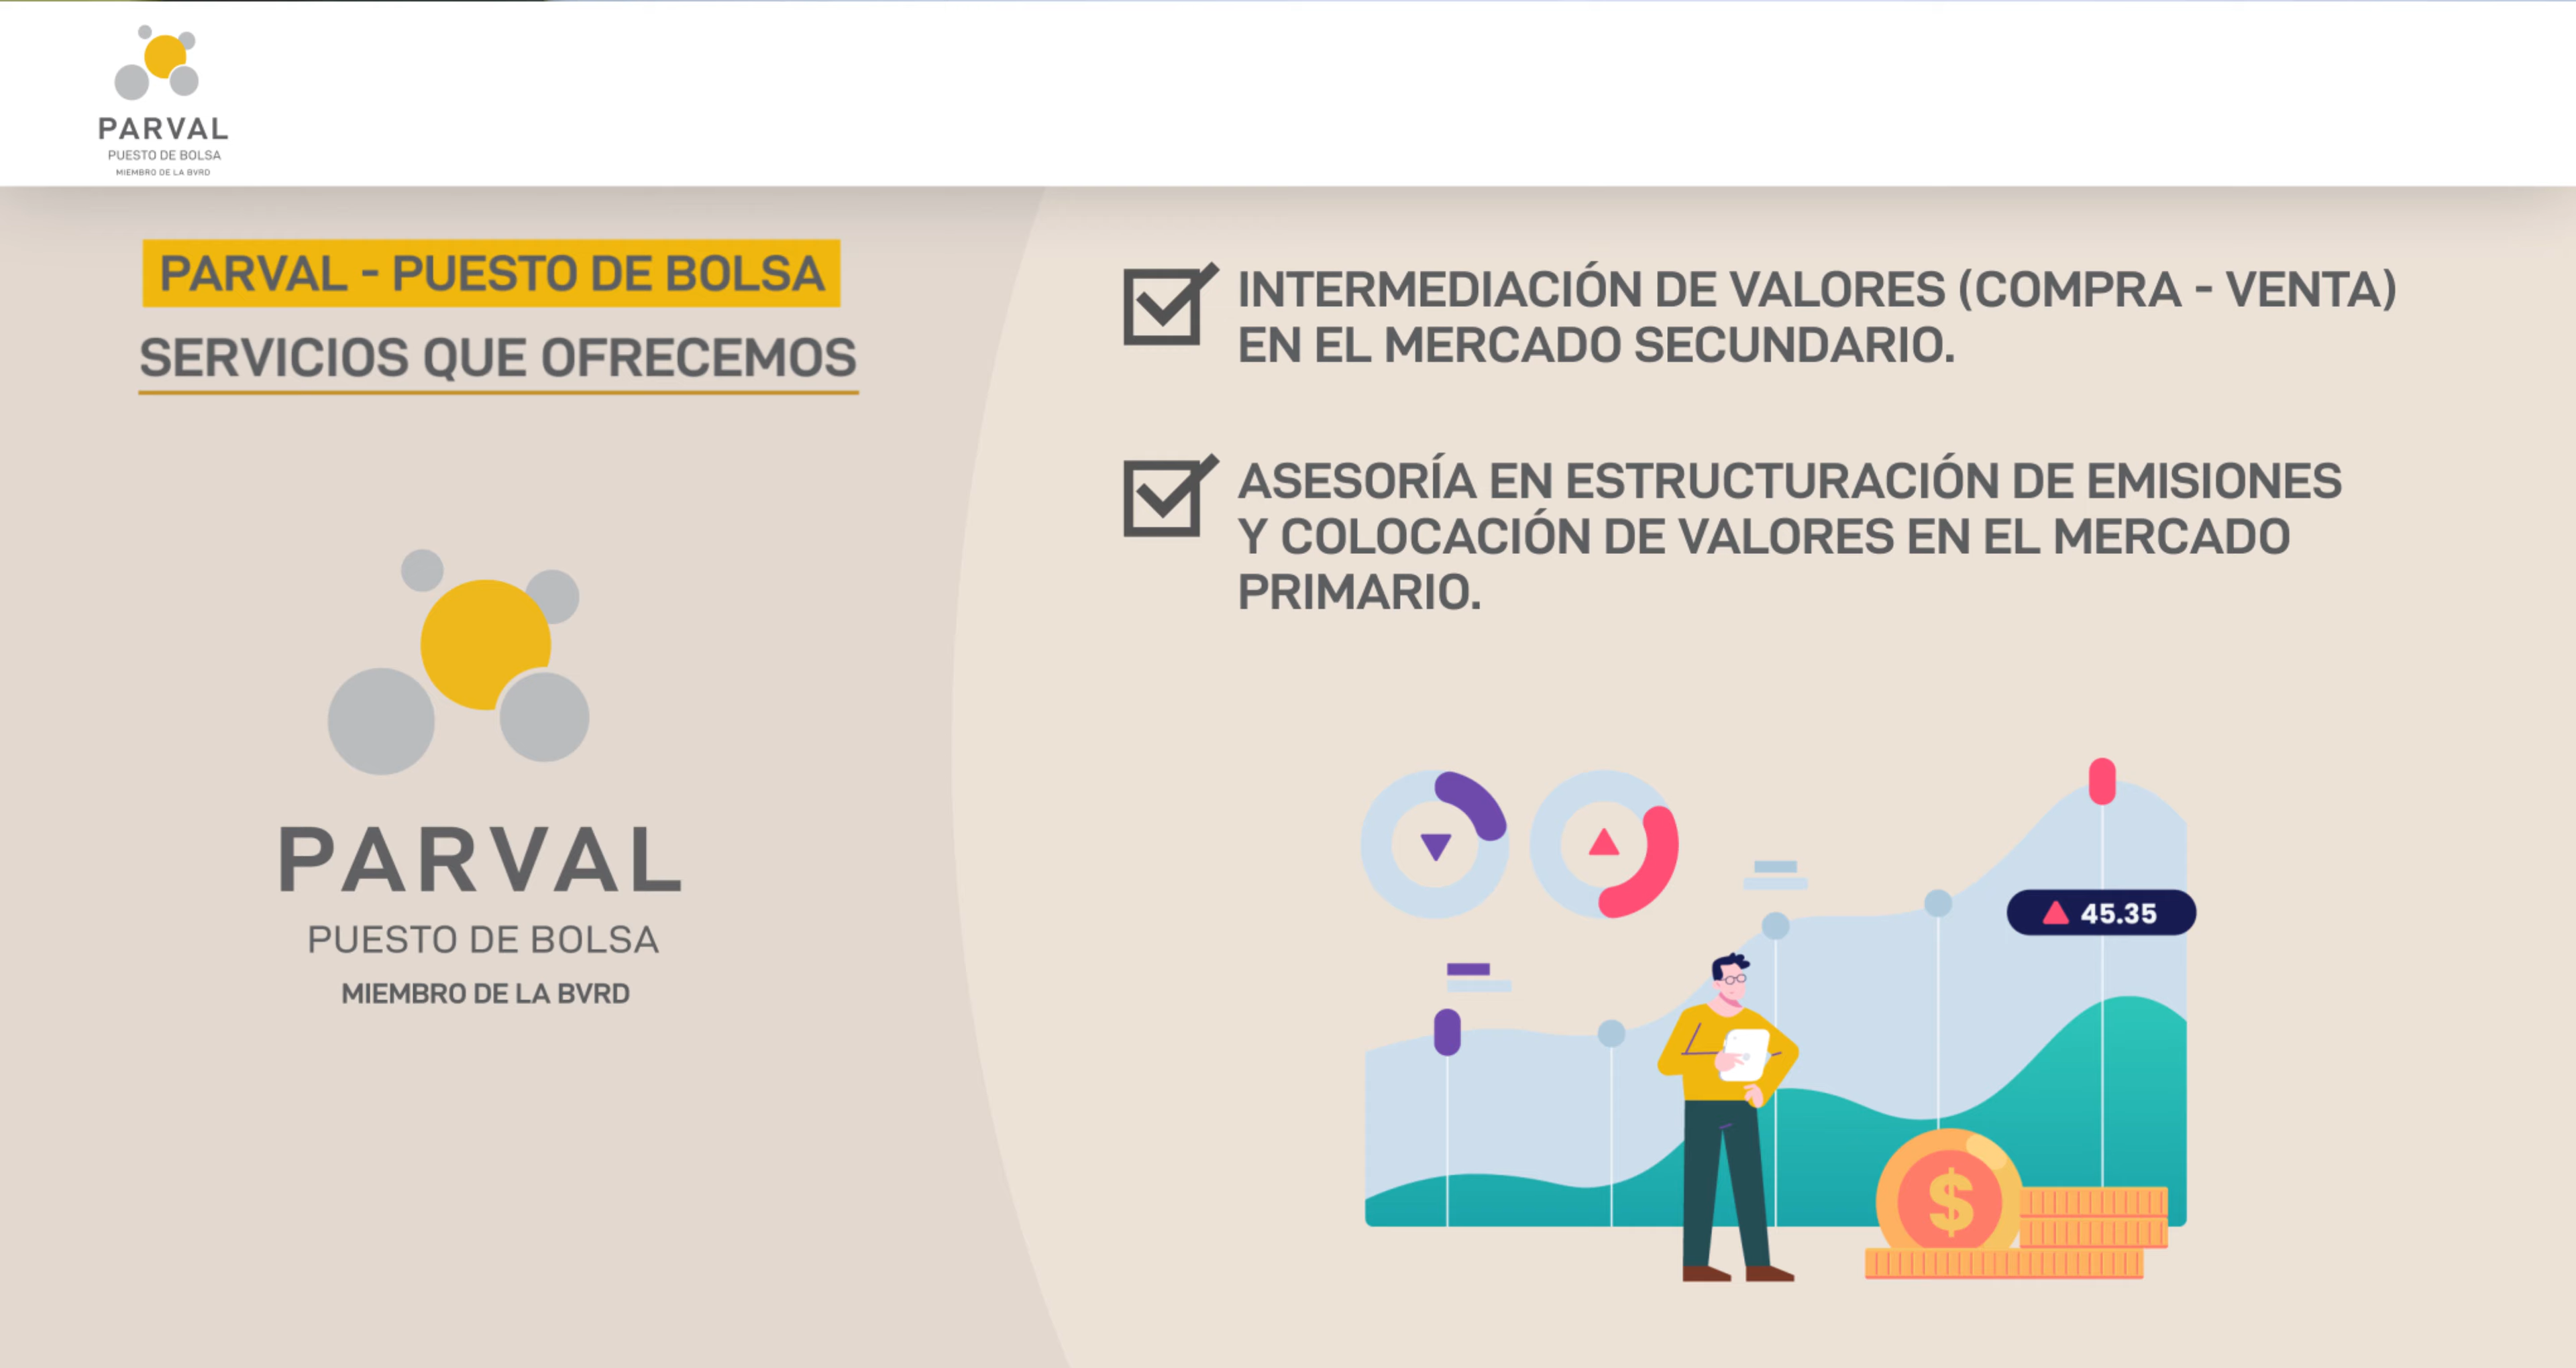 PARVAL
PUESTO DE BOLSA
MIEMBRO DE LA BVRD
PARVAL - PUESTO DE BOLSA
SERVICIOS QUE OFRECEMOS
PARVAL
PUESTO DE BOLSA
MIEMBRO DE LA BVRD
INTERMEDIACIÓN DE VALORES (COMPRA - VENTA)
EN EL MERCADO SECUNDARIO.
ASESORÍA EN ESTRUCTURACIÓN DE EMISIONES
Y COLOCACIÓN DE VALORES EN EL MERCADO
PRIMARIO.
45.35
$